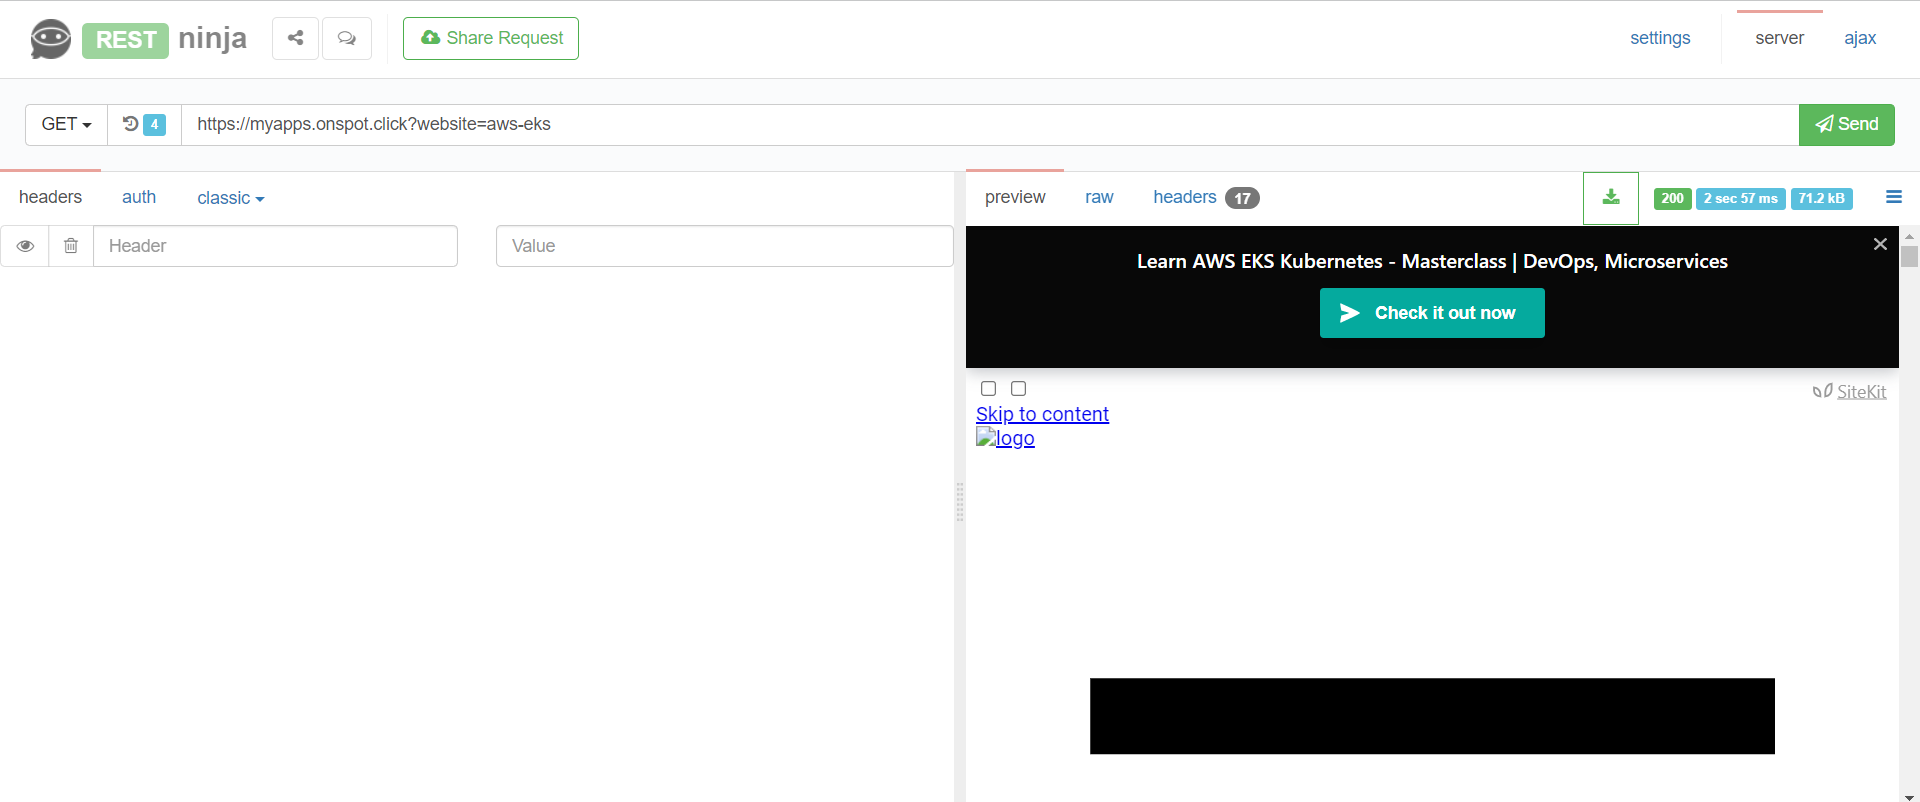 REST ninja
Share Request
settings
server
ajax
GET
4
https://myapps.onspot.click?website=aws-eks
Send
headers
auth
classic
Header
Value
preview
raw
headers 17
200
2 sec 57 ms
71.2 kB
Learn AWS EKS Kubernetes - Masterclass | DevOps, Microservices
Check it out now
SiteKit
Skip to content
logo